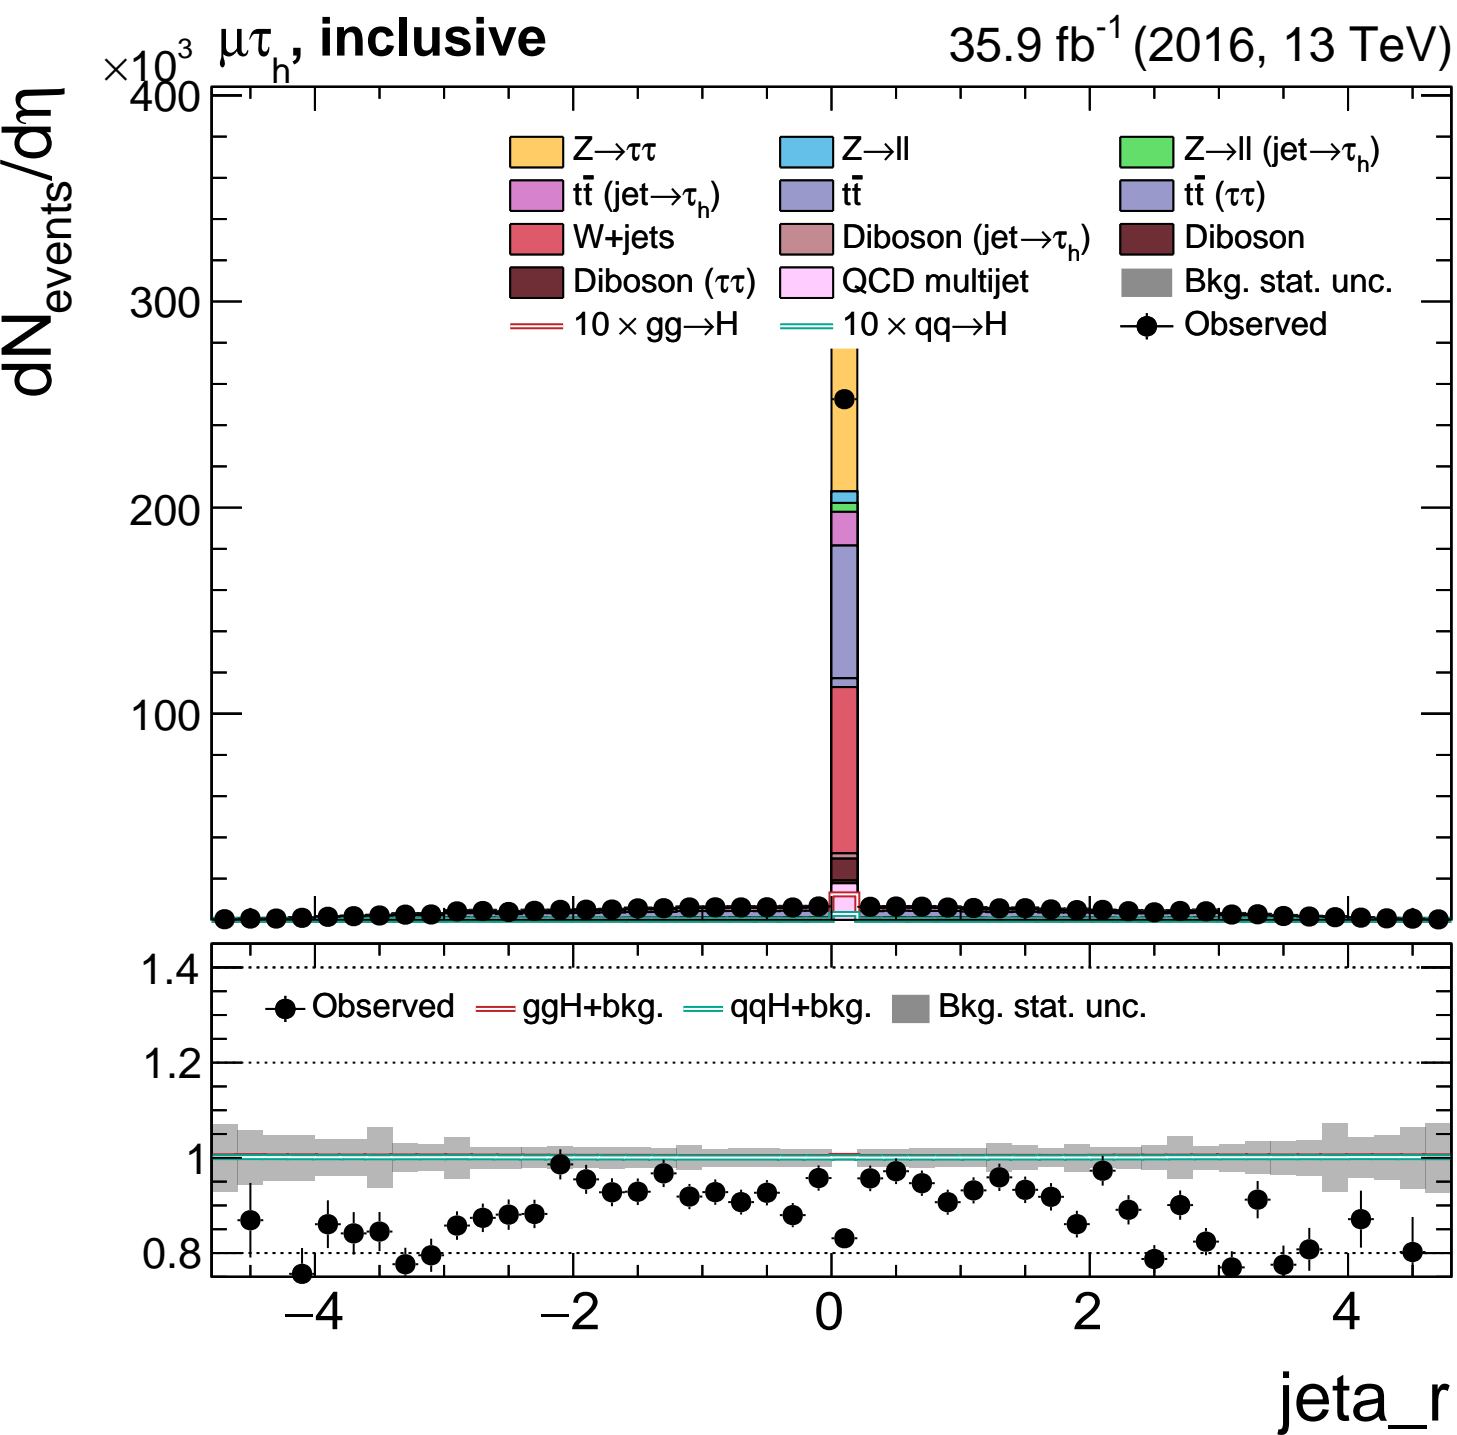 μτh, inclusive 35.9 fb-1 (2016, 13 TeV)
×10³
dNevents/dη
400
300
200
100
Z→ττ Z→ll Z→ll (jet→τh)
tt̄ (jet→τh) tt̄ tt̄ (ττ)
W+jets Diboson (jet→τh) Diboson
Diboson (ττ) QCD multijet Bkg. stat. unc.
10 × gg→H 10 × qq→H Observed
1.4
1.2
1
0.8
Observed ggH+bkg. qqH+bkg. Bkg. stat. unc.
−4 −2 0 2 4
jeta_r